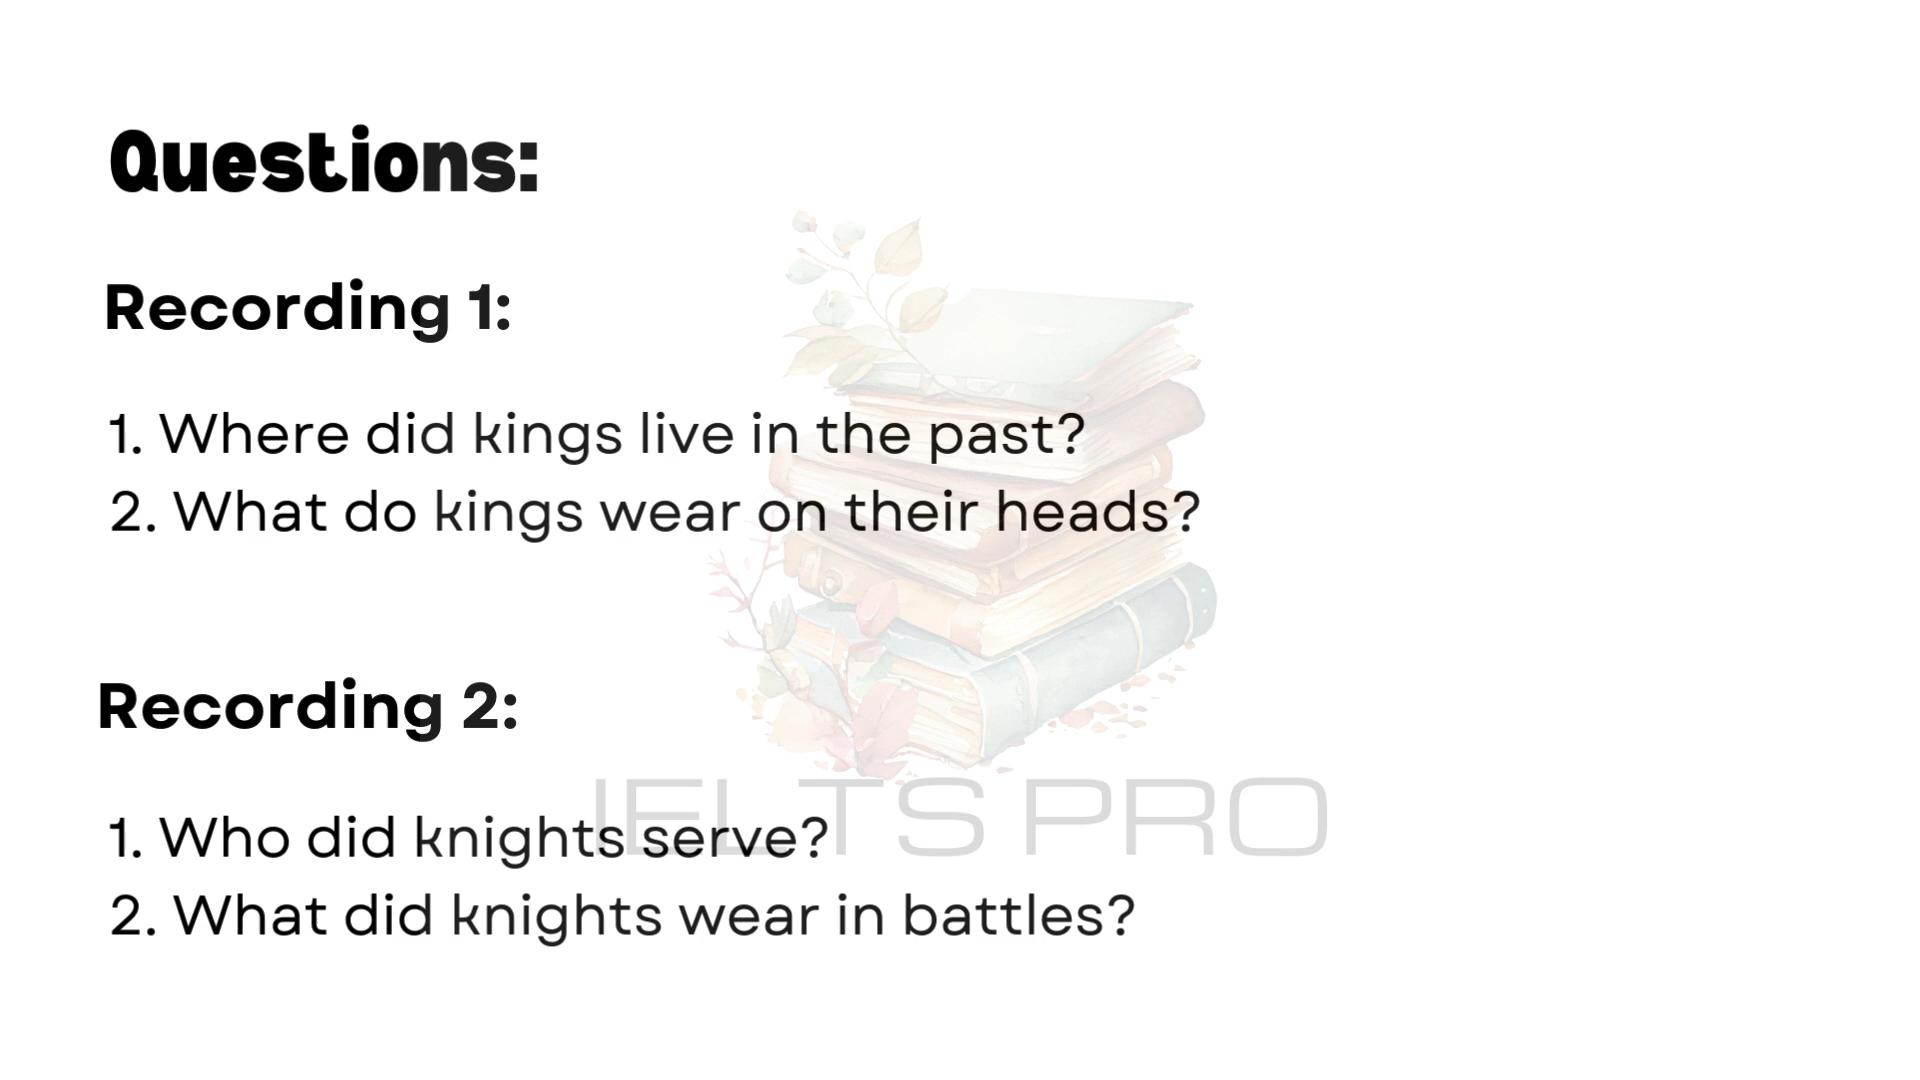 Questions:
Recording 1:
1. Where did kings live in the past?
2. What do kings wear on their heads?
Recording 2:
IELTS PRO
1. Who did knights serve?
2. What did knights wear in battles?